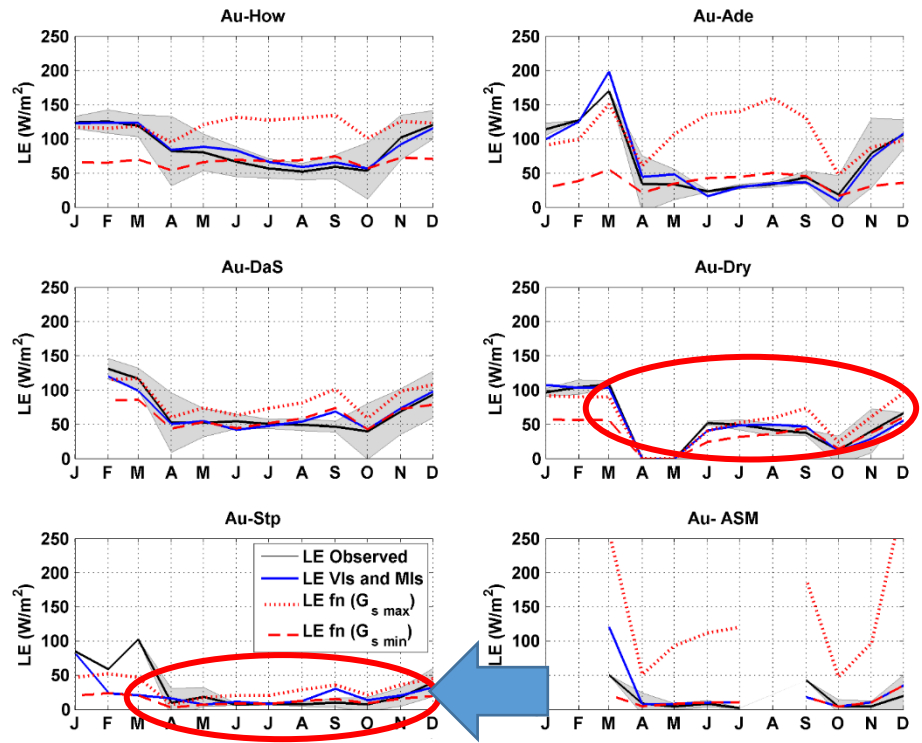 Au-How
LE (W/m²)
250
200
150
100
50
0
J F M A M J J A S O N D
Au-Ade
LE (W/m²)
250
200
150
100
50
0
J F M A M J J A S O N D
Au-DaS
LE (W/m²)
250
200
150
100
50
0
J F M A M J J A S O N D
Au-Dry
LE (W/m²)
250
200
150
100
50
0
J F M A M J J A S O N D
Au-Stp
LE (W/m²)
250
200
150
100
50
0
J F M A M J J A S O N D
LE Observed
LE VIs and MIs
LE fn (Gs max)
LE fn (Gs min)
Au- ASM
LE (W/m²)
250
200
150
100
50
0
J F M A M J J A S O N D